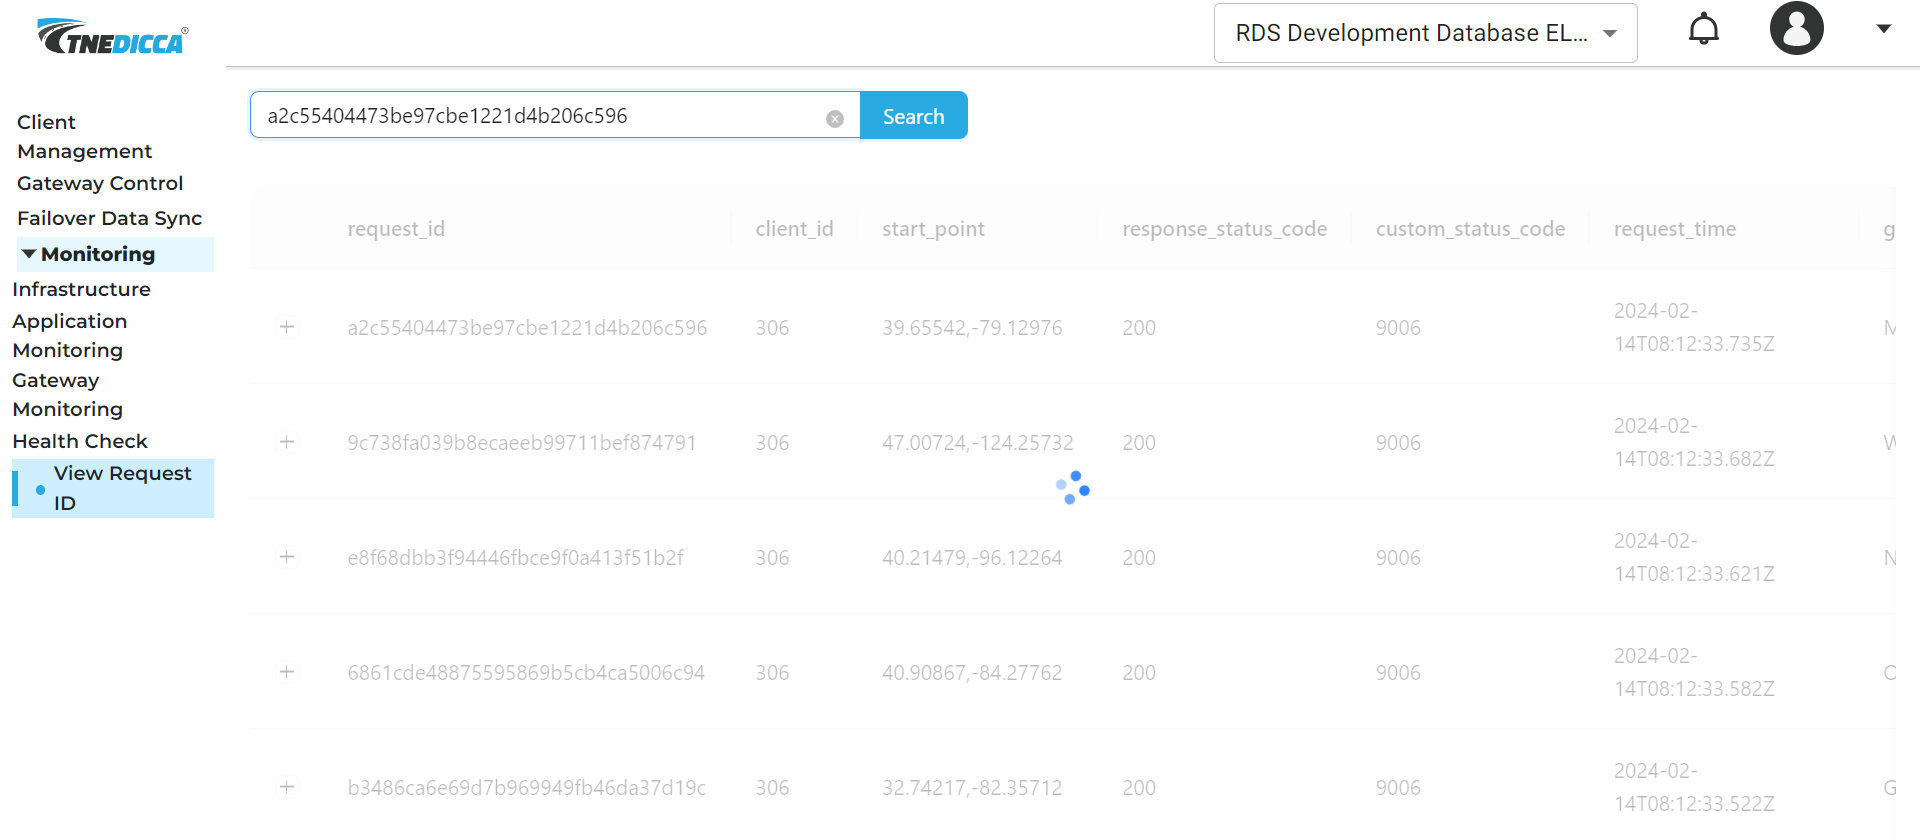 TNEDICCA®
RDS Development Database EL...
a2c55404473be97cbe1221d4b206c596
Search
Client
Management
Gateway Control
Failover Data Sync
Monitoring
Infrastructure
Application
Monitoring
Gateway
Monitoring
Health Check
View Request
ID
request_id client_id start_point response_status_code custom_status_code request_time g
a2c55404473be97cbe1221d4b206c596 306 39.65542,-79.12976 200 9006 2024-02-
14T08:12:33.735Z M
9c738fa039b8ecaeeb99711bef874791 306 47.00724,-124.25732 200 9006 2024-02-
14T08:12:33.682Z W
e8f68dbb3f94446fbce9f0a413f51b2f 306 40.21479,-96.12264 200 9006 2024-02-
14T08:12:33.621Z N
6861cde48875595869b5cb4ca5006c94 306 40.90867,-84.27762 200 9006 2024-02-
14T08:12:33.582Z O
b3486ca6e69d7b969949fb46da37d19c 306 32.74217,-82.35712 200 9006 2024-02-
14T08:12:33.522Z G